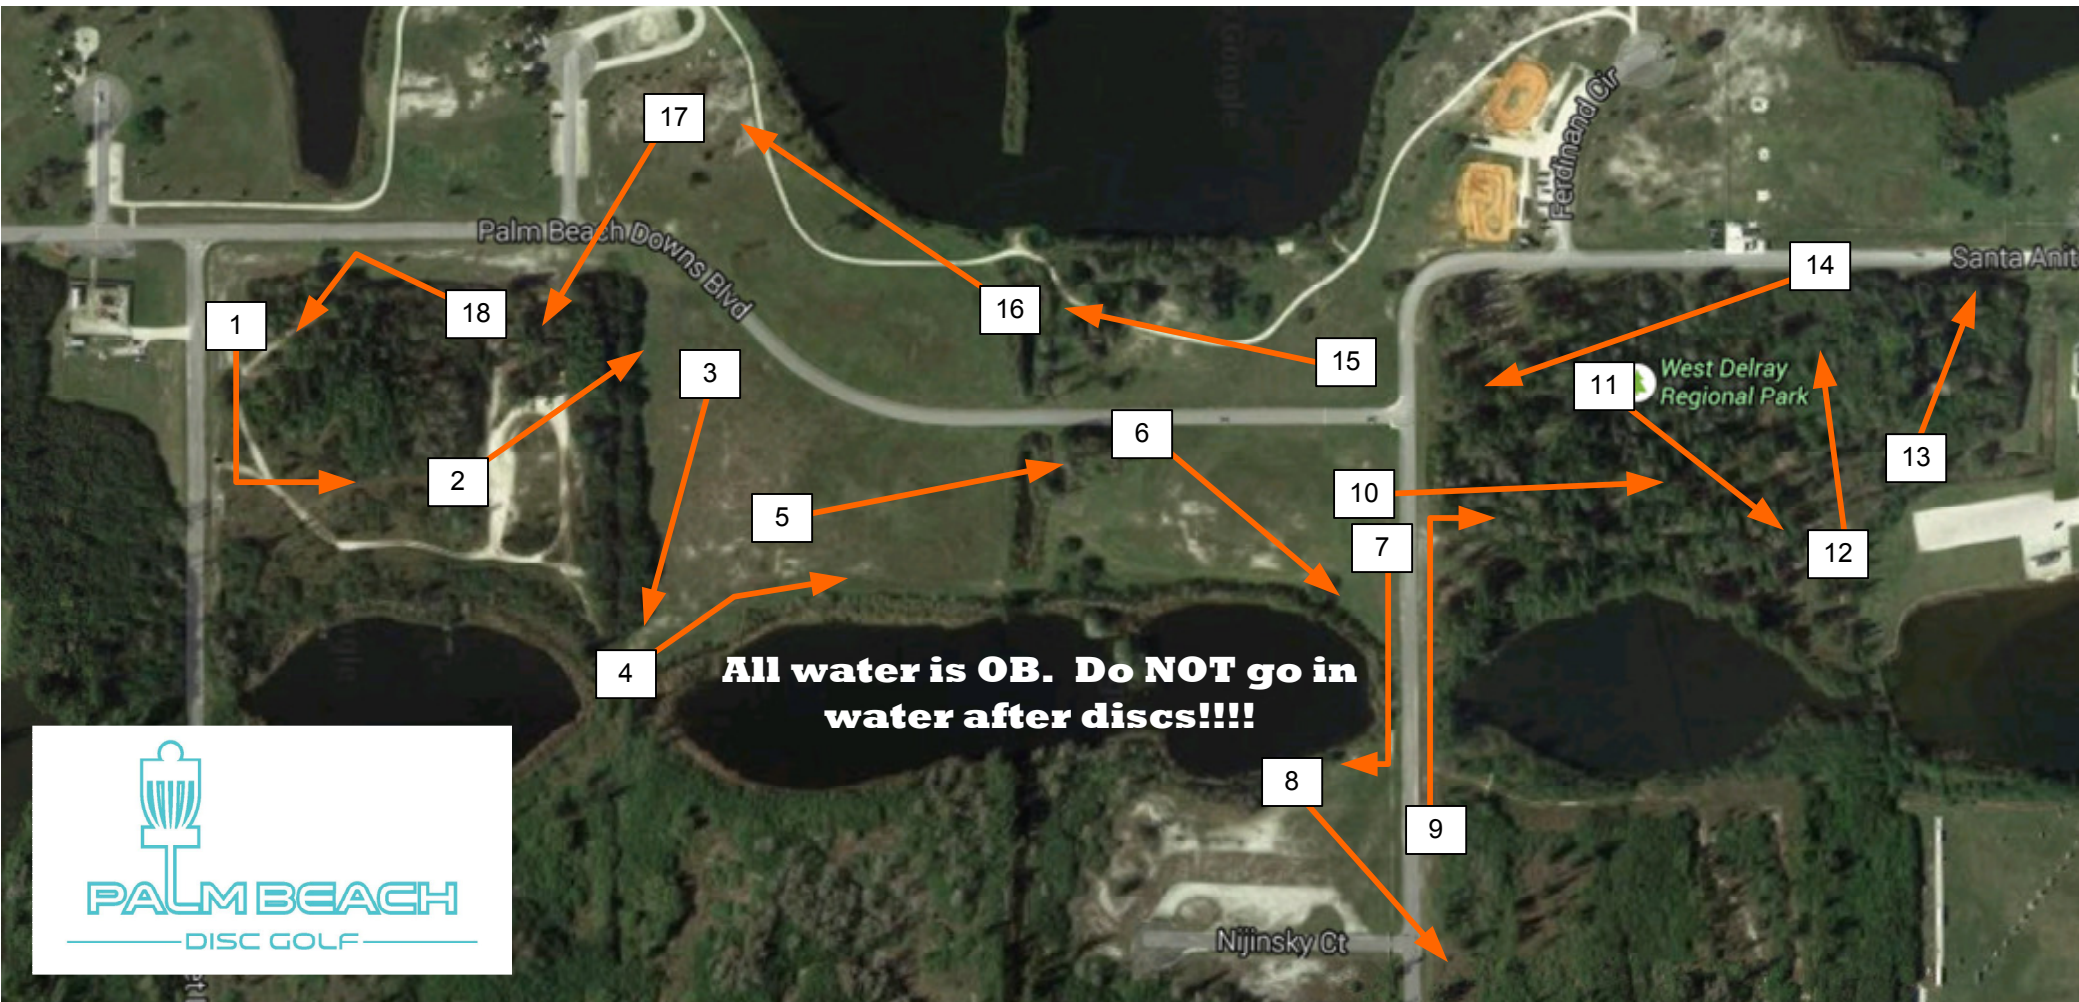 Google
17
Ferdinand Cir
Palm Beach Downs Blvd
14
Santa Anit
18
1
16
15
3
11
West Delray
Regional Park
6
13
2
10
5
7
12
All water is OB. Do NOT go in
water after discs!!!!
4
8
9
PALM BEACH
DISC GOLF
Nijinsky Ct